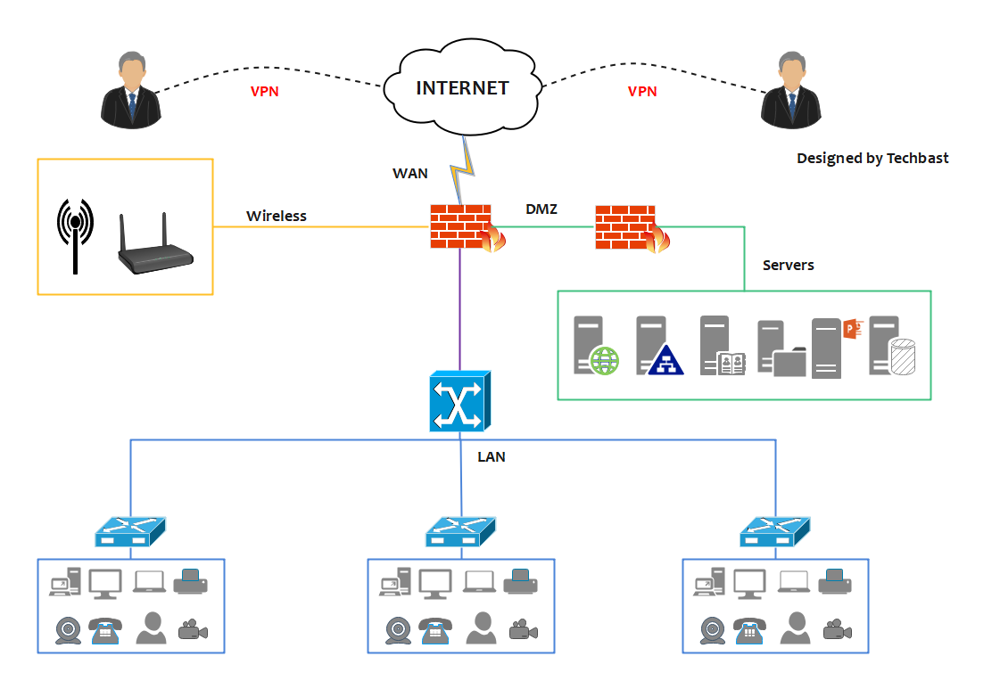 INTERNET
VPN
VPN
Designed by Techbast
WAN
Wireless
DMZ
Servers
P
LAN